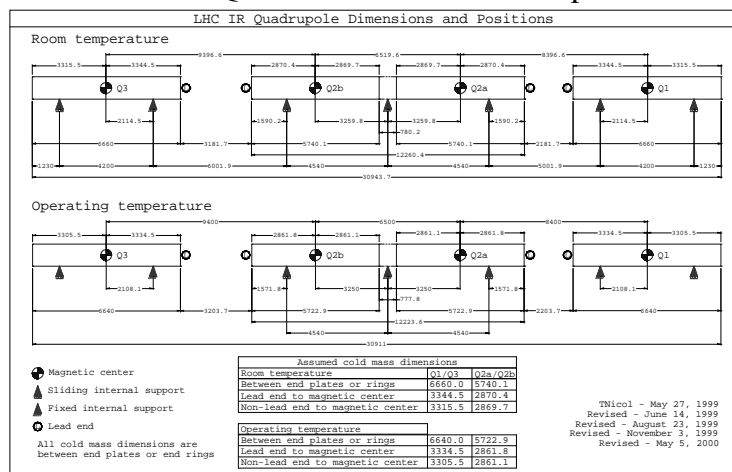 LHC IR Quadrupole Dimensions and Positions
Room temperature
9396.6 6519.6 8396.6
3315.5 3344.5 2870.4 2869.7 2869.7 2870.4 3344.5 3315.5
Q3 Q2b Q2a Q1
2114.5 1590.2 3259.8 3259.8 1590.2 2114.5
780.2
6660 3181.7 5740.1 5740.1 2181.7 6660
12260.4
1230 4200 6001.9 4540 4540 5001.9 4200 1230
30943.7
Operating temperature
9400 6500 8400
3305.5 3334.5 2861.8 2861.1 2861.1 2861.8 3334.5 3305.5
Q3 Q2b Q2a Q1
2108.1 1571.8 3250 3250 1571.8 2108.1
777.8
6640 3203.7 5722.9 5722.9 2203.7 6640
12223.6
4540 4540
30911
Magnetic center
Sliding internal support
Fixed internal support
Lead end
All cold mass dimensions are
between end plates or end rings
Assumed cold mass dimensions
Room temperature Q1/Q3 Q2a/Q2b
Between end plates or rings 6660.0 5740.1
Lead end to magnetic center 3344.5 2870.4
Non-lead end to magnetic center 3315.5 2869.7
Operating temperature
Between end plates or rings 6640.0 5722.9
Lead end to magnetic center 3334.5 2861.8
Non-lead end to magnetic center 3305.5 2861.1
TNicol - May 27, 1999
Revised - June 14, 1999
Revised - August 23, 1999
Revised - November 3, 1999
Revised - May 5, 2000